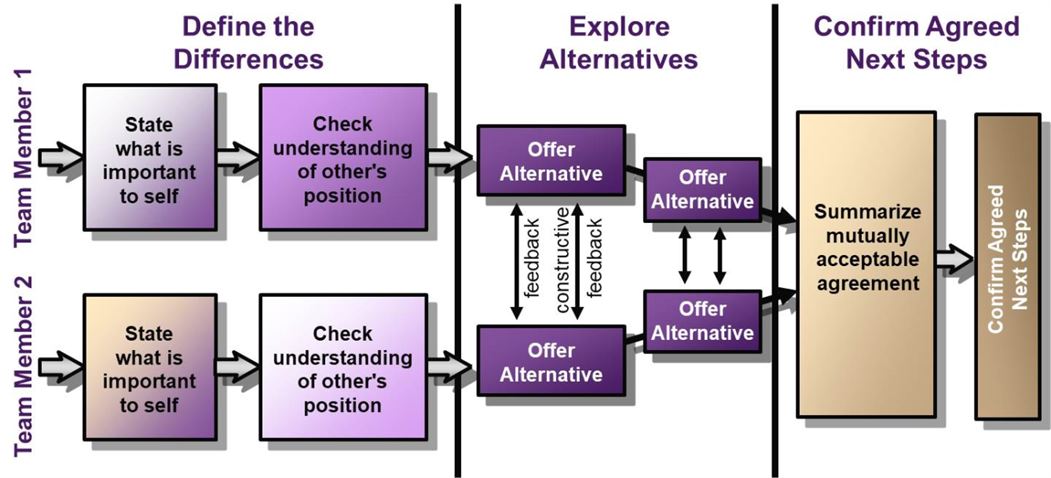 Define the
Differences
Explore
Alternatives
Confirm Agreed
Next Steps
Team Member 1
State
what is
important
to self
Check
understanding
of other's
position
Offer
Alternative
Offer
Alternative
feedback
constructive
feedback
Team Member 2
State
what is
important
to self
Check
understanding
of other's
position
Offer
Alternative
Offer
Alternative
Summarize
mutually
acceptable
agreement
Confirm Agreed
Next Steps